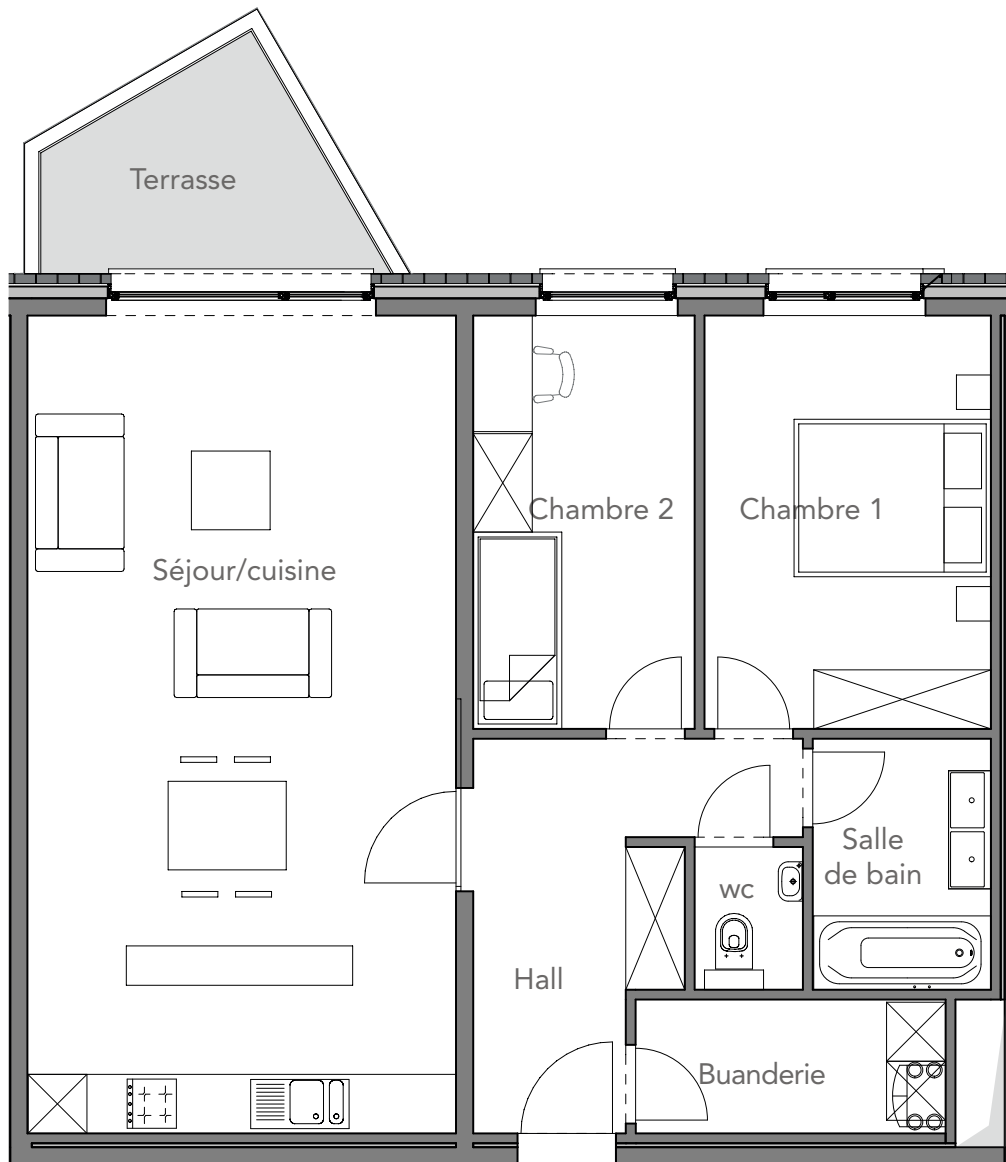 Terrasse
Chambre 2
Chambre 1
Séjour/cuisine
Salle
de bain
wc
Hall
Buanderie